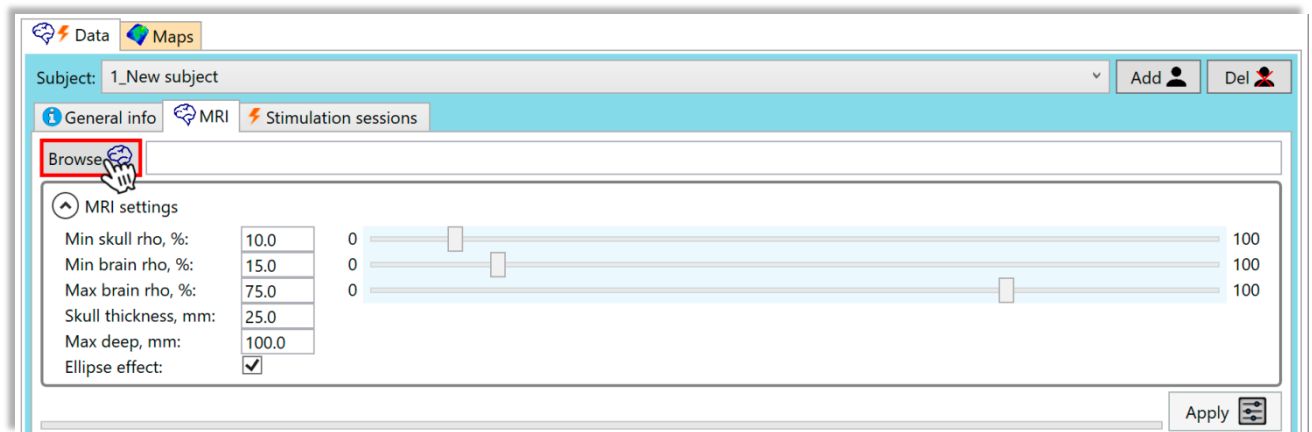 Data Maps
Subject: 1_New subject Add Del
General info MRI Stimulation sessions
Browse
MRI settings
Min skull rho, %: 10.0 0 100
Min brain rho, %: 15.0 0 100
Max brain rho, %: 75.0 0 100
Skull thickness, mm: 25.0
Max deep, mm: 100.0
Ellipse effect:
Apply